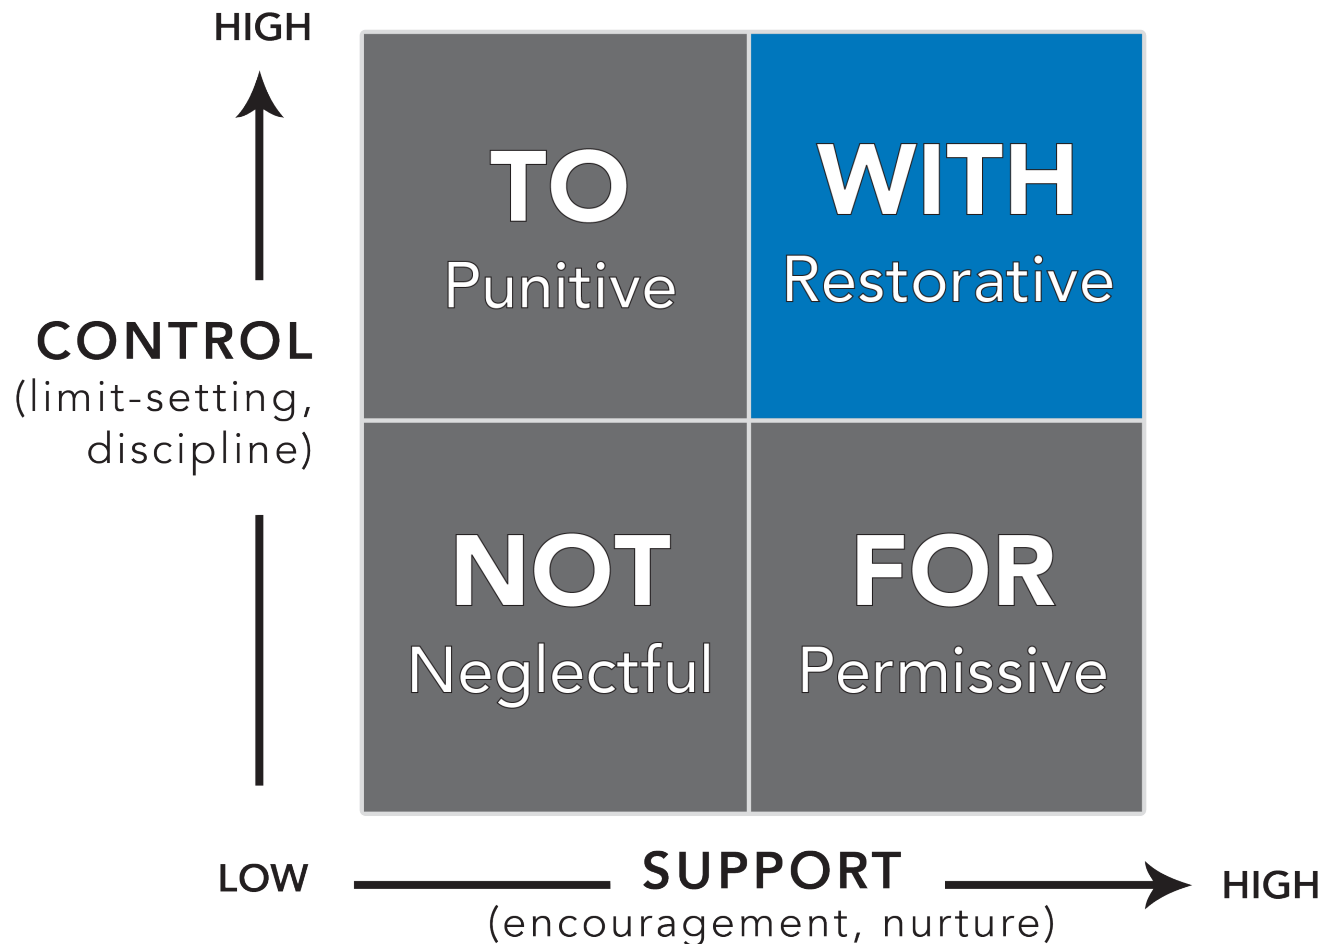 HIGH
TO
WITH
Punitive
Restorative
CONTROL
(limit-setting,
discipline)
NOT
FOR
Neglectful
Permissive
LOW
SUPPORT
HIGH
(encouragement, nurture)